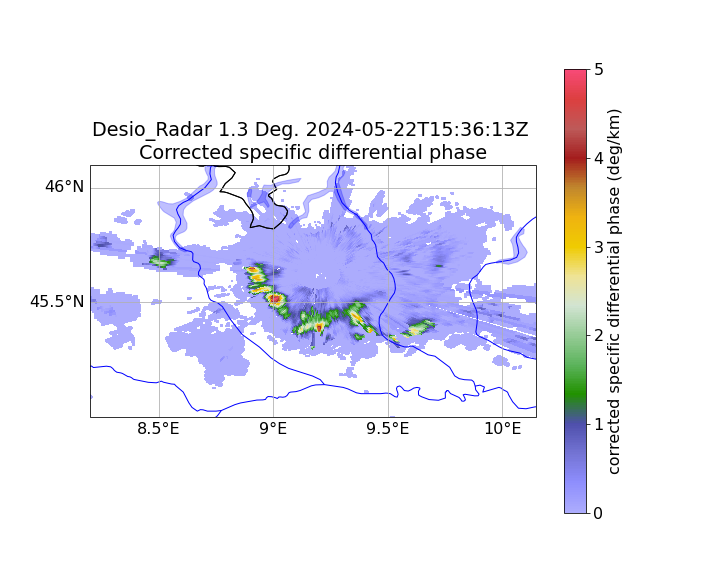 Desio_Radar 1.3 Deg. 2024-05-22T15:36:13Z
Corrected specific differential phase
46°N
45.5°N
8.5°E
9°E
9.5°E
10°E
5
4
3
2
1
0
corrected specific differential phase (deg/km)